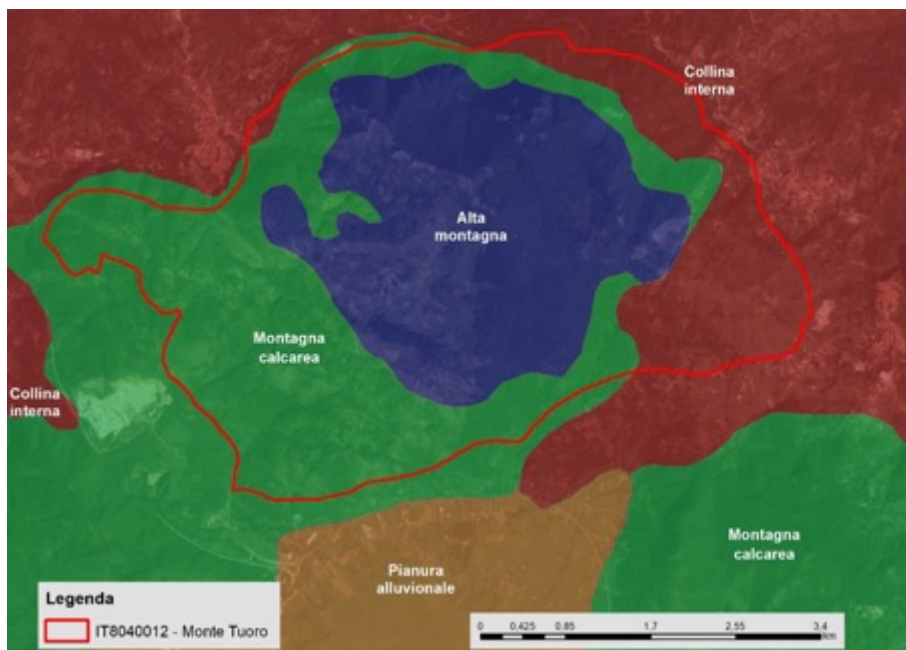 Collina
interna
Alta
montagna
Montagna
calcarea
Collina
interna
Montagna
calcarea
Pianura
alluvionale
Legenda
IT8040012 - Monte Tuoro
0 0.425 0.85 1.7 2.55 3.4
km